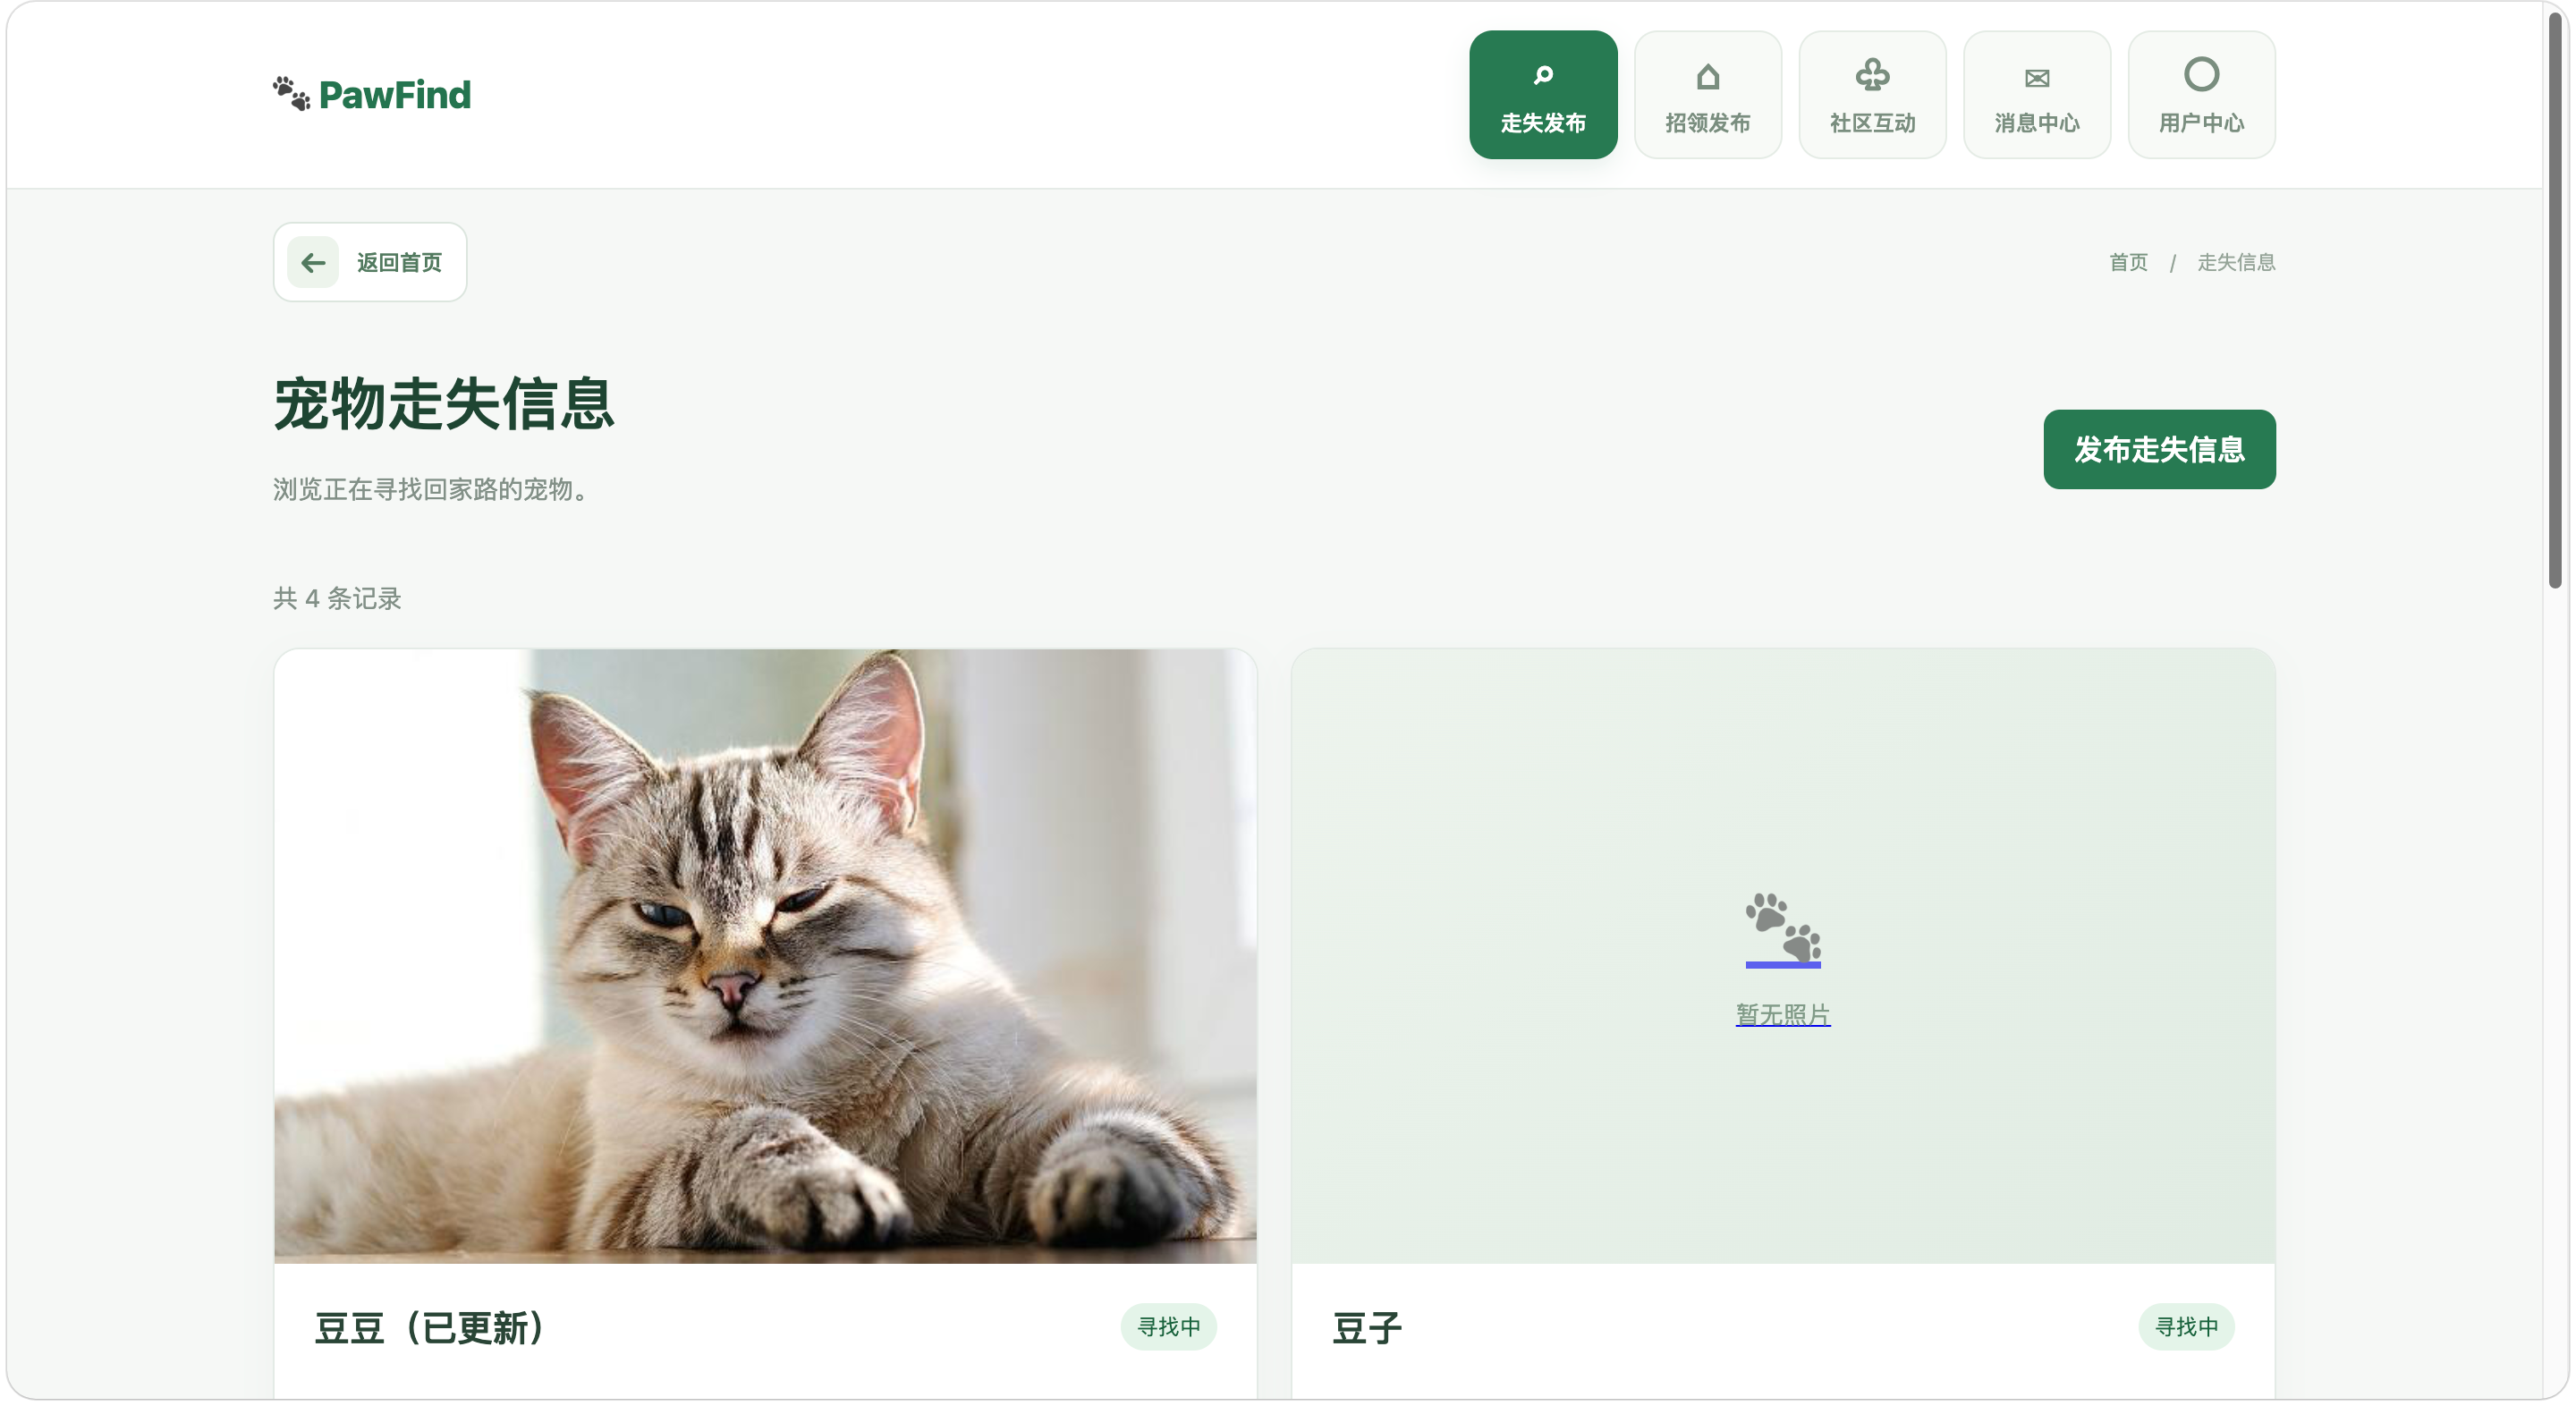 PawFind
走失发布
招领发布
社区互动
消息中心
用户中心
返回首页
首页 / 走失信息
宠物走失信息
发布走失信息
浏览正在寻找回家路的宠物。
共 4 条记录
暂无照片
豆豆（已更新）
寻找中
豆子
寻找中